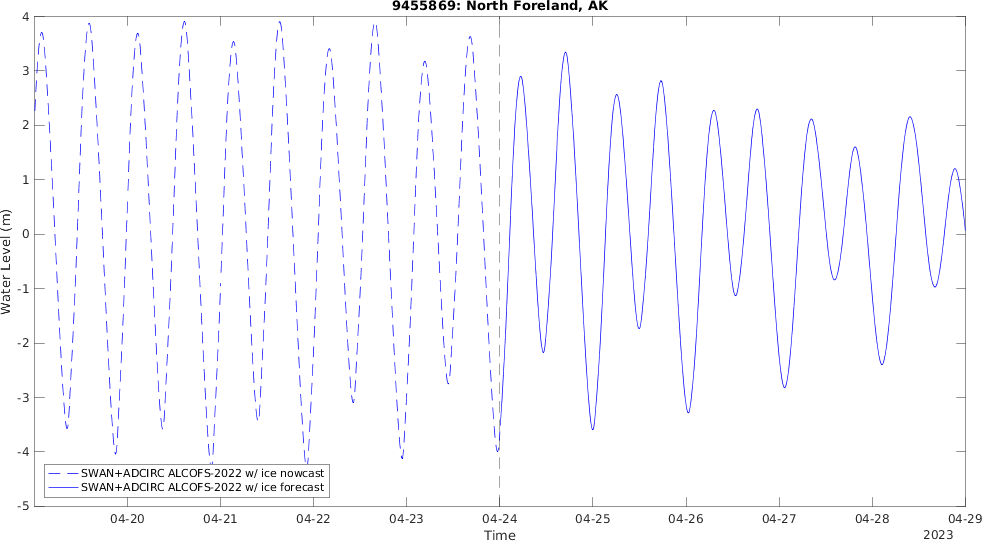 9455869: North Foreland, AK
4
3
2
1
0
-1
-2
-3
-4
-5
Water Level (m)
SWAN+ADCIRC ALCOFS-2022 w/ ice nowcast
SWAN+ADCIRC ALCOFS-2022 w/ ice forecast
04-20 04-21 04-22 04-23 04-24 04-25 04-26 04-27 04-28 04-29
Time
2023